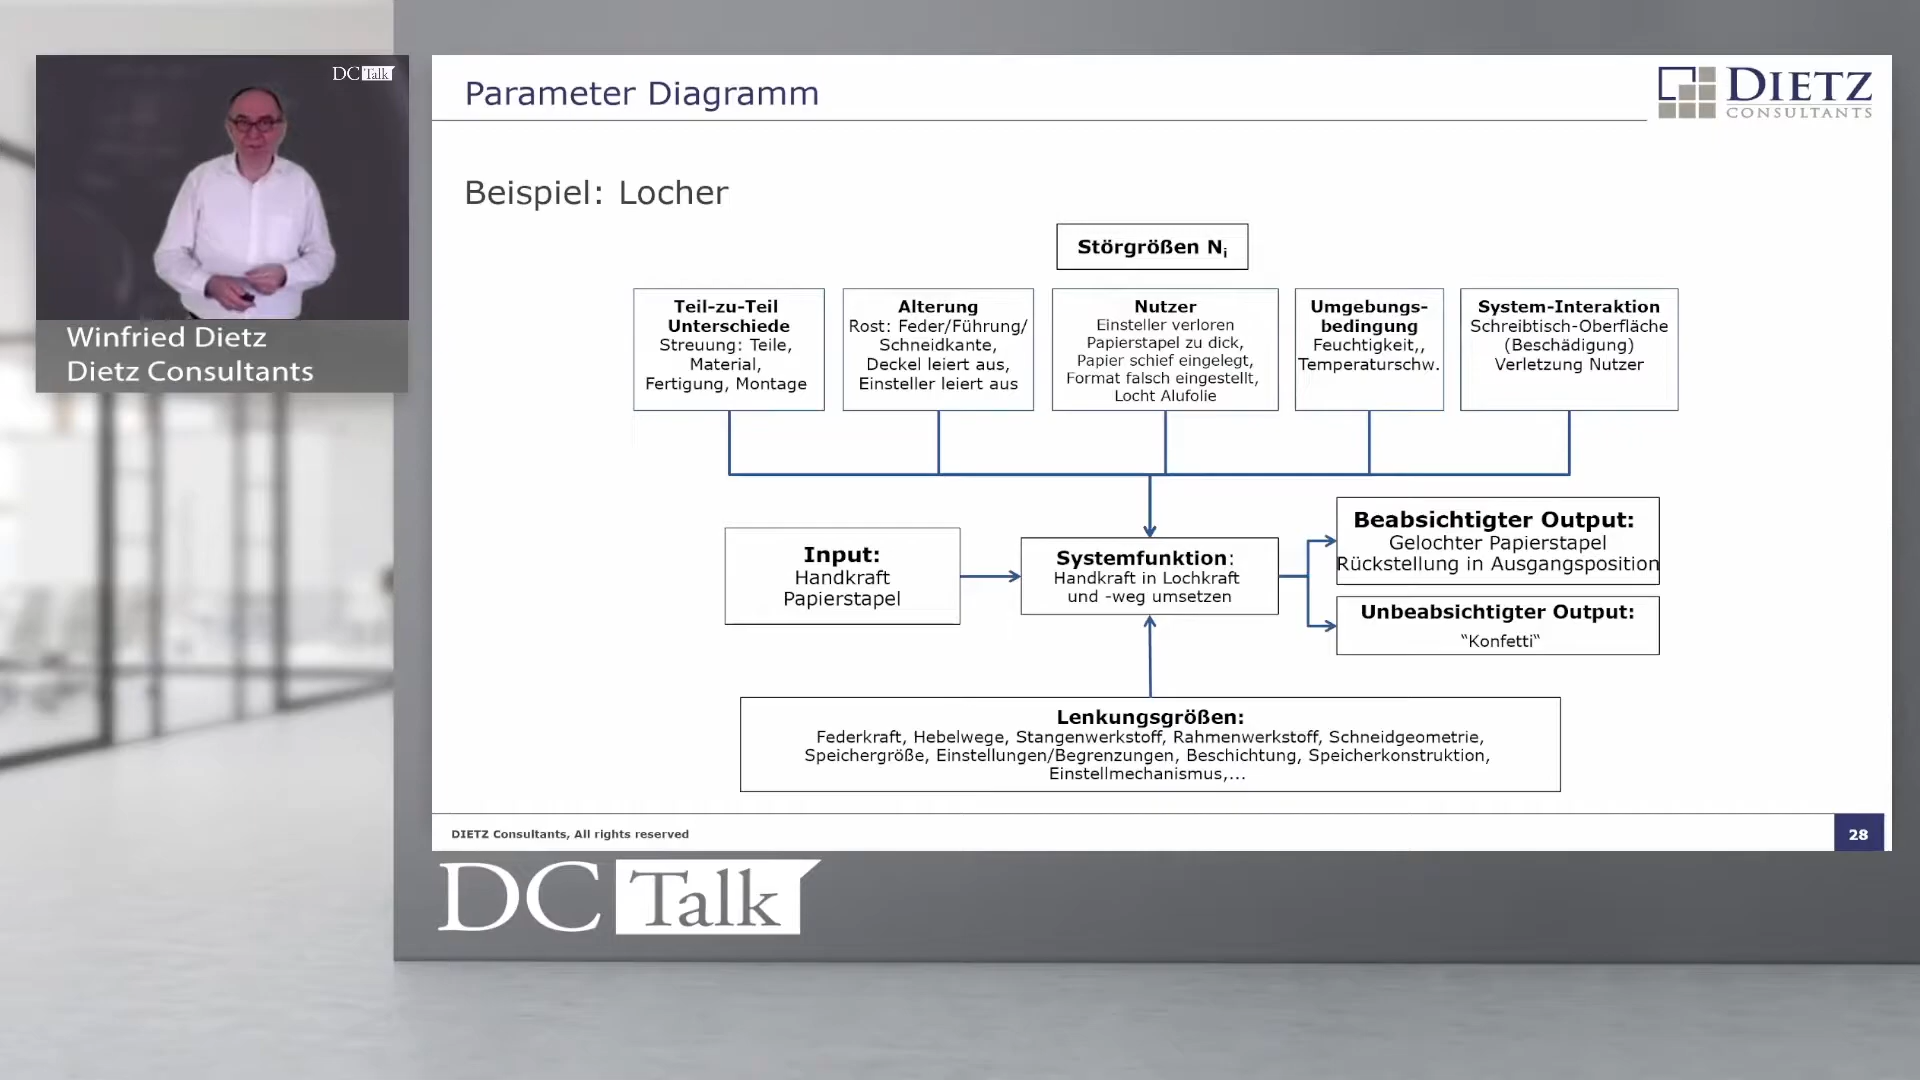 DC Talk
Winfried Dietz
Dietz Consultants
Parameter Diagramm
DIETZ
CONSULTANTS
Beispiel: Locher
Störgrößen Ni
Teil-zu-Teil
Unterschiede
Streuung: Teile,
Material,
Fertigung, Montage
Alterung
Rost: Feder/Führung/
Schneidkante,
Deckel leiert aus,
Einsteller leiert aus
Nutzer
Einsteller verloren
Papierstapel zu dick,
Papier schief eingelegt,
Format falsch eingestellt,
Locht Alufolie
Umgebungs-
bedingung
Feuchtigkeit,,
Temperaturschw.
System-Interaktion
Schreibtisch-Oberfläche
(Beschädigung)
Verletzung Nutzer
Input:
Handkraft
Papierstapel
Systemfunktion:
Handkraft in Lochkraft
und -weg umsetzen
Beabsichtigter Output:
Gelochter Papierstapel
Rückstellung in Ausgangsposition
Unbeabsichtigter Output:
“Konfetti“
Lenkungsgrößen:
Federkraft, Hebelwege, Stangenwerkstoff, Rahmenwerkstoff, Schneidgeometrie,
Speichergröße, Einstellungen/Begrenzungen, Beschichtung, Speicherkonstruktion,
Einstellmechanismus,...
DIETZ Consultants, All rights reserved
28
DC Talk